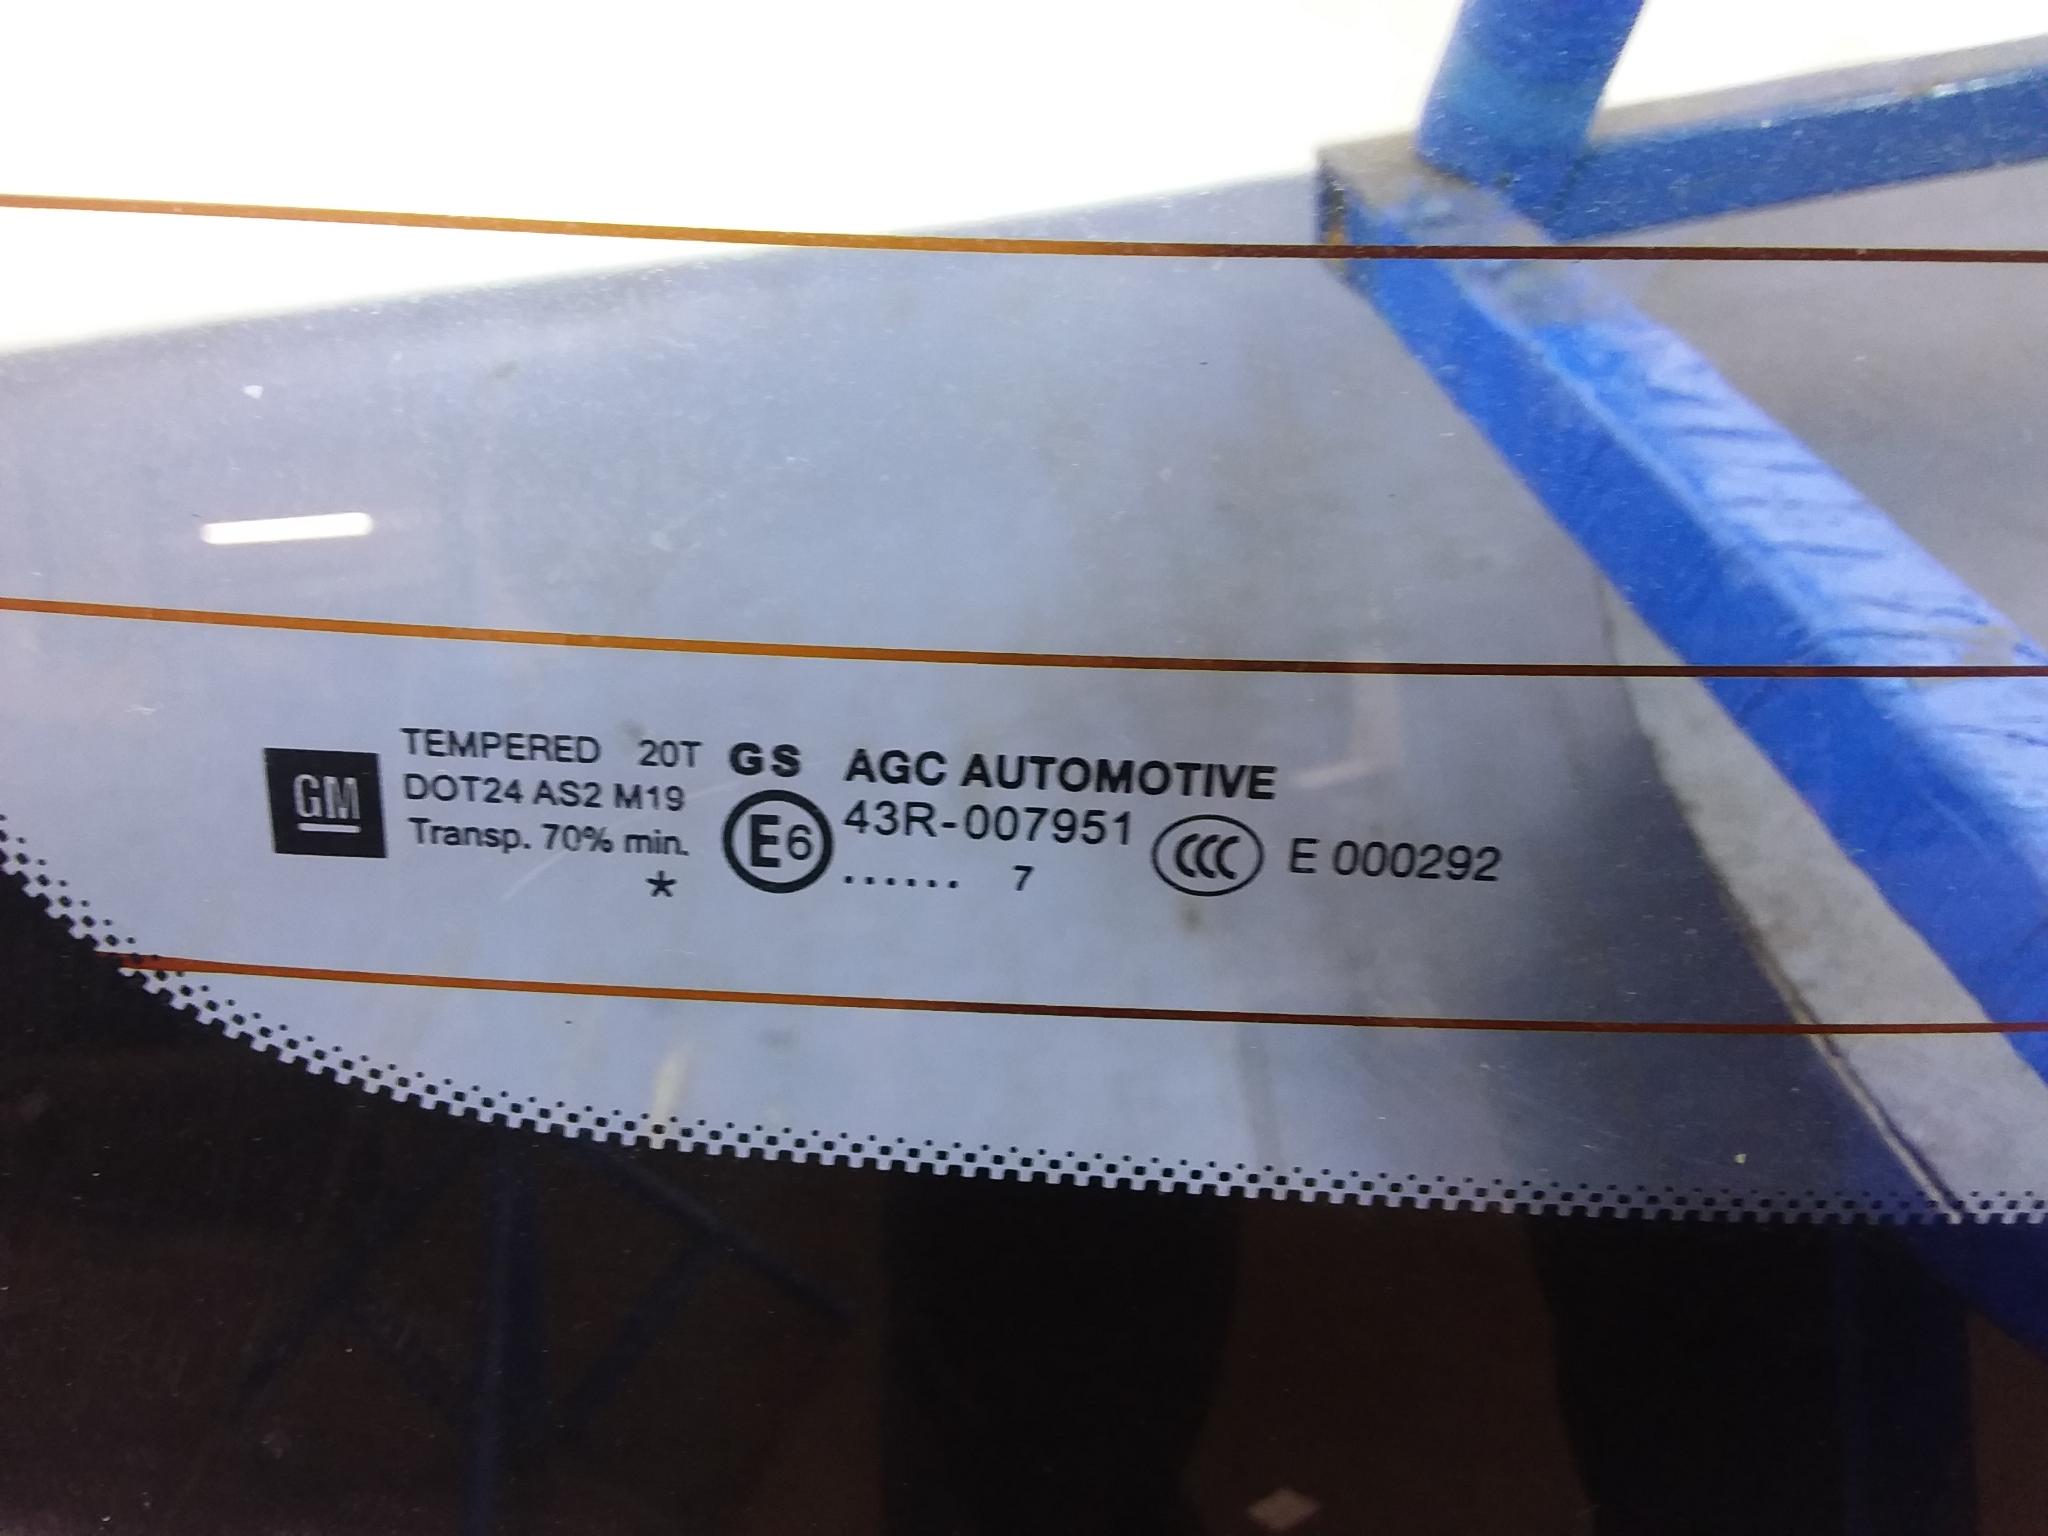 GM
TEMPERED 20T GS AGC AUTOMOTIVE
DOT24 AS2 M19 43R-007951
Transp. 70% min. E6 CCC E 000292
* ...... 7